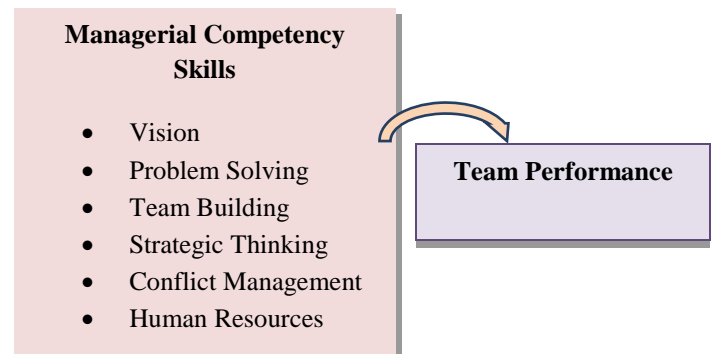 Managerial Competency
Skills
• Vision
• Problem Solving
• Team Building
• Strategic Thinking
• Conflict Management
• Human Resources
Team Performance